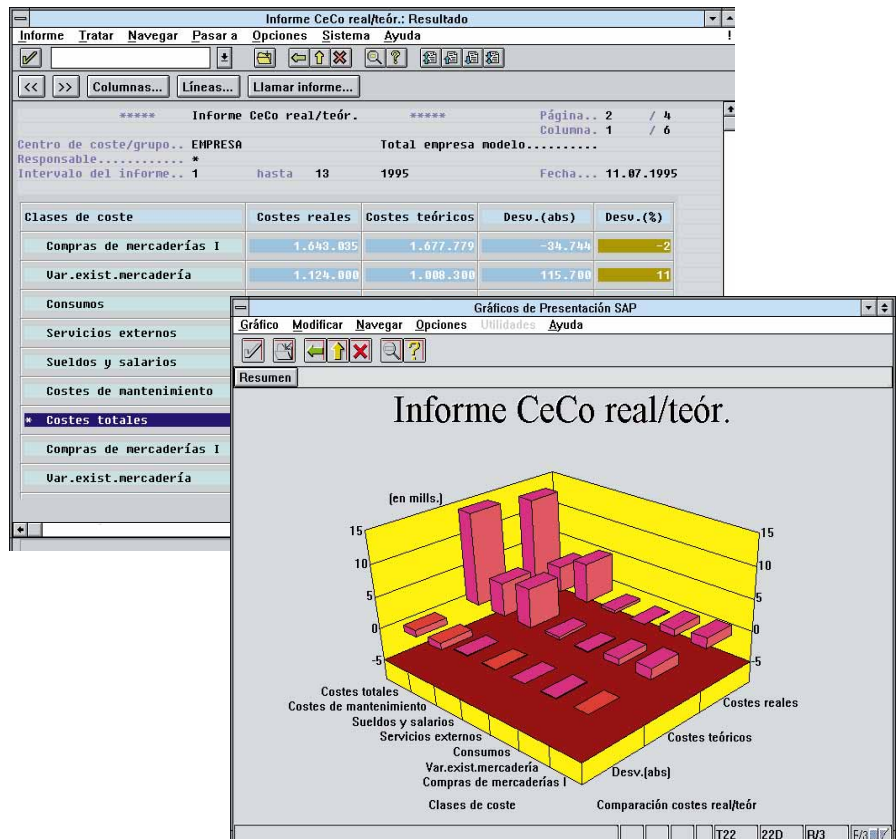 Informe CeCo real/teór.: Resultado
Informe Tratar Navegar Pasar a Opciones Sistema Ayuda !
<< >> Columnas... Líneas... Llamar informe...
***** Informe CeCo real/teór. ***** Página.. 2 / 4
Columna. 1 / 6
Centro de coste/grupo.. EMPRESA Total empresa modelo..........
Responsable............ *
Intervalo del informe.. 1 hasta 13 1995 Fecha... 11.07.1995
Clases de coste Costes reales Costes teóricos Desv.(abs) Desv.(%)
Compras de mercaderías I 1.643.035 1.677.779 -34.744 -2
Var.exist.mercadería 1.124.000 1.008.300 115.700 11
Consumos
Servicios externos
Sueldos y salarios
Costes de mantenimiento
* Costes totales
Compras de mercaderías I
Var.exist.mercadería
Gráficos de Presentación SAP
Gráfico Modificar Navegar Opciones Utilidades Ayuda
Resumen
Informe CeCo real/teór.
(en mills.)
15 15
10 10
5 5
0 0
-5 -5
Costes totales
Costes de mantenimiento
Sueldos y salarios
Servicios externos
Consumos
Var.exist.mercadería
Compras de mercaderías I
Costes reales
Costes teóricos
Desv.(abs)
Clases de coste Comparación costes real/teór
T22 22D R/3